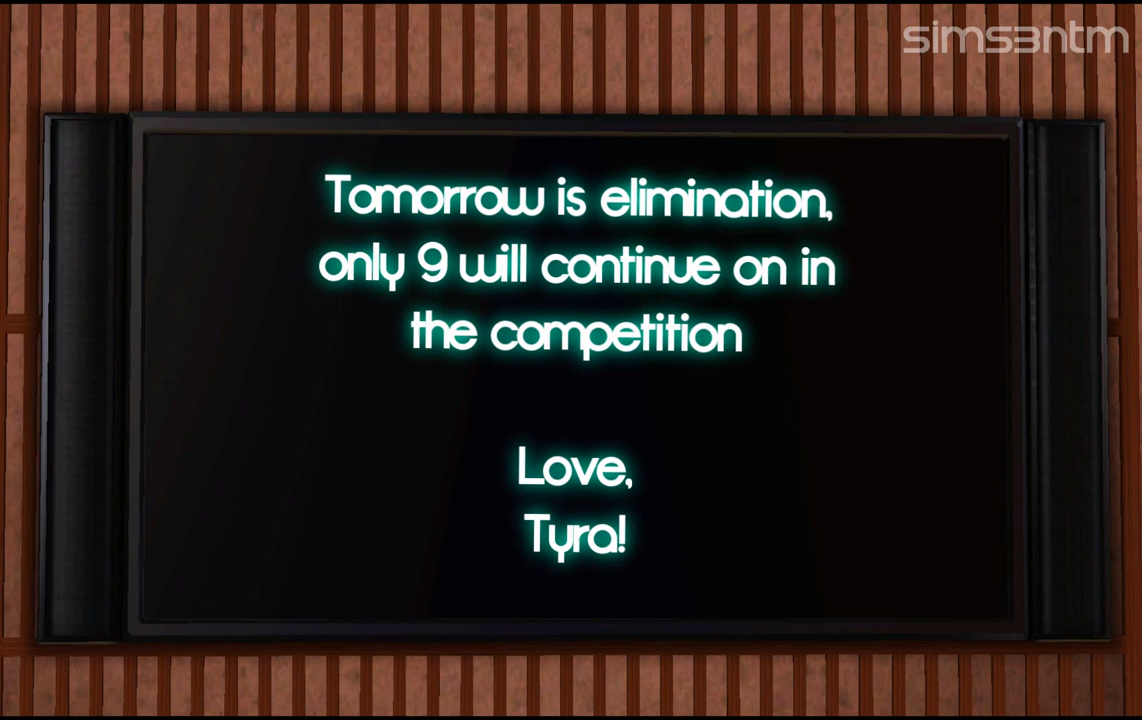 sims3ntm
Tomorrow is elimination,
only 9 will continue on in
the competition
Love,
Tyra!